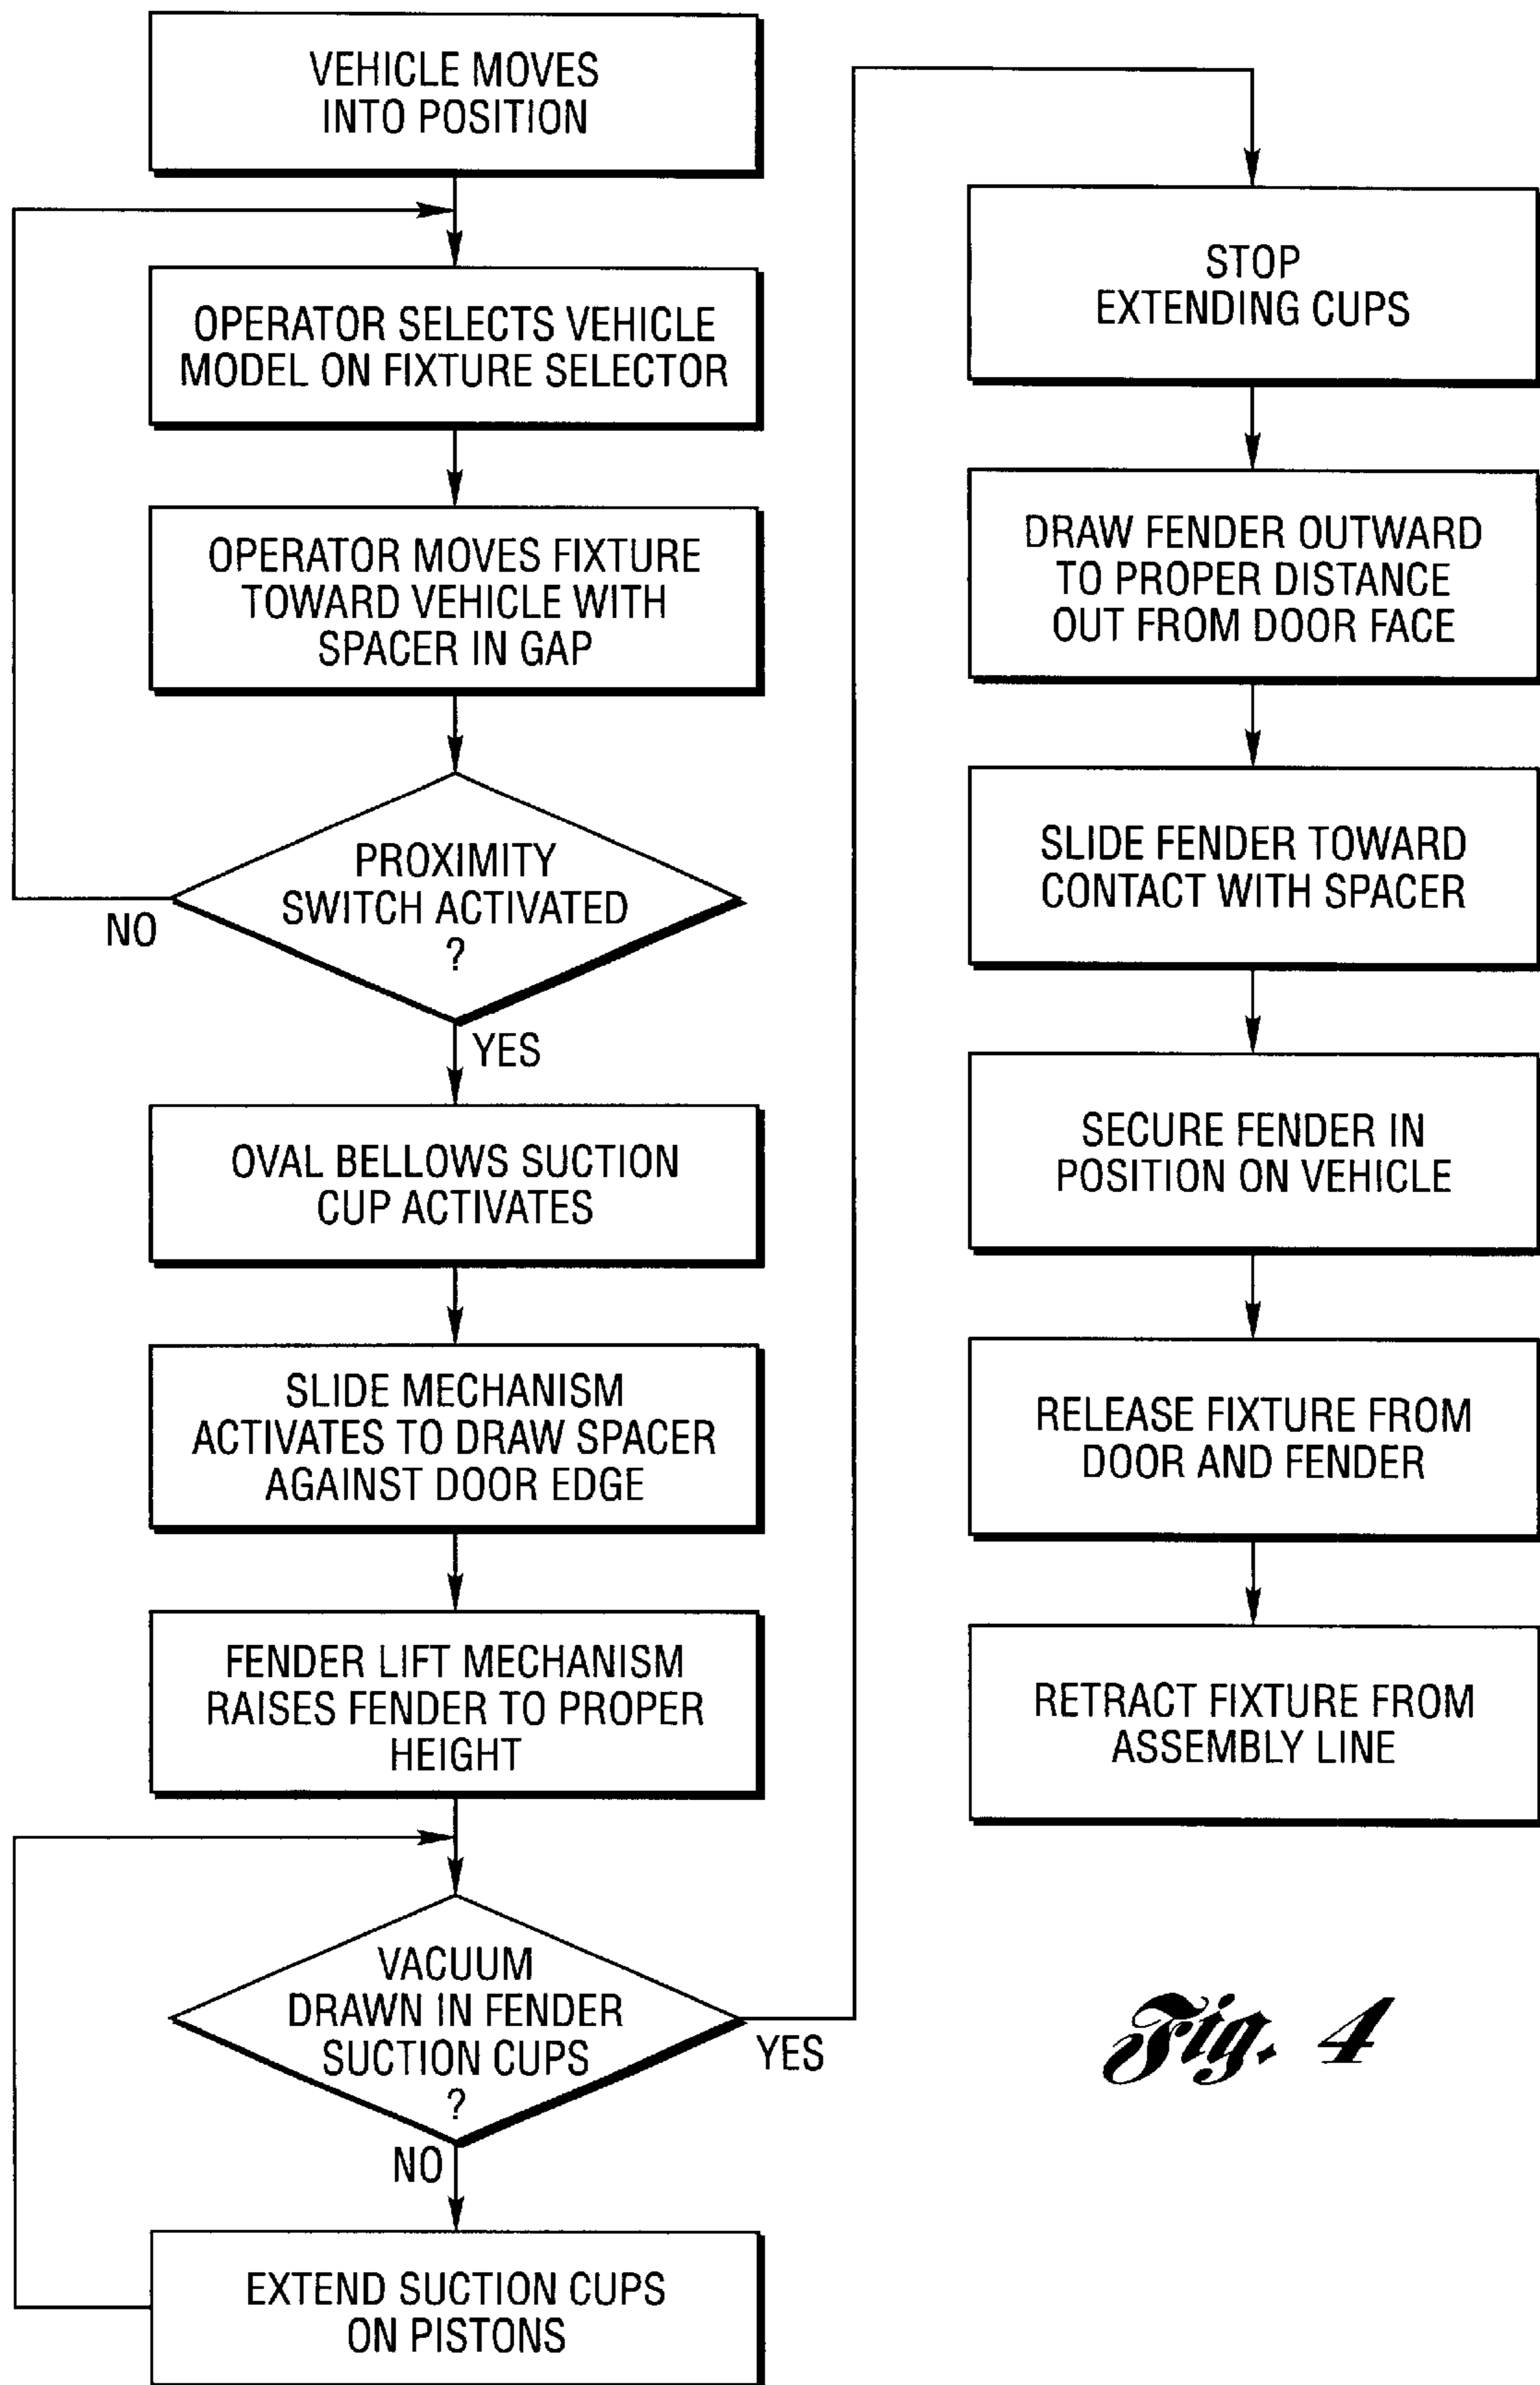 VEHICLE MOVES
INTO POSITION
OPERATOR SELECTS VEHICLE
MODEL ON FIXTURE SELECTOR
OPERATOR MOVES FIXTURE
TOWARD VEHICLE WITH
SPACER IN GAP
PROXIMITY
SWITCH ACTIVATED
?
NO
YES
OVAL BELLOWS SUCTION
CUP ACTIVATES
SLIDE MECHANISM
ACTIVATES TO DRAW SPACER
AGAINST DOOR EDGE
FENDER LIFT MECHANISM
RAISES FENDER TO PROPER
HEIGHT
VACUUM
DRAWN IN FENDER
SUCTION CUPS
?
YES
NO
EXTEND SUCTION CUPS
ON PISTONS
STOP
EXTENDING CUPS
DRAW FENDER OUTWARD
TO PROPER DISTANCE
OUT FROM DOOR FACE
SLIDE FENDER TOWARD
CONTACT WITH SPACER
SECURE FENDER IN
POSITION ON VEHICLE
RELEASE FIXTURE FROM
DOOR AND FENDER
RETRACT FIXTURE FROM
ASSEMBLY LINE
Fig. 4